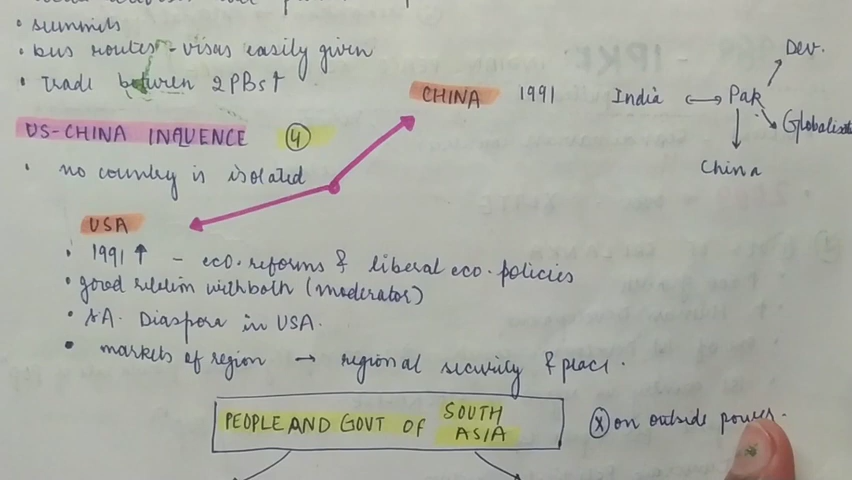 • summits
• bus routes - visas easily given
• Trade between 2 PBs ↑
US-CHINA INFLUENCE ④
• no country is isolated
CHINA 1991 India ↔ Pak
Dev.
China
USA
• 1991 ↑ - eco. reforms & liberal eco. policies
• good relation with both (moderator)
• SA. Diaspora in USA.
• markets of region → regional security & peace.
PEOPLE AND GOVT OF SOUTH ASIA
ⓧ on outside power.